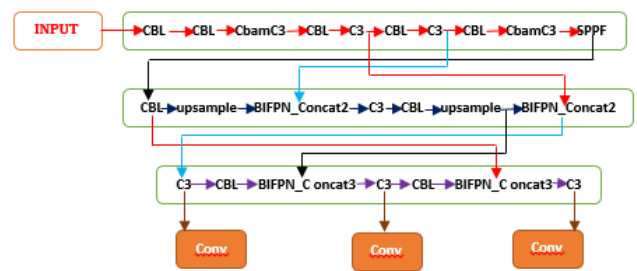 INPUT CBL CBL CbamC3 CBL C3 CBL C3 CBL CbamC3 SPPF
CBL upsample BIFPN_Concat2 C3 CBL upsample BIFPN_Concat2
C3 CBL BIFPN_C oncat3 C3 CBL BIFPN_C oncat3 C3
Conv Conv Conv